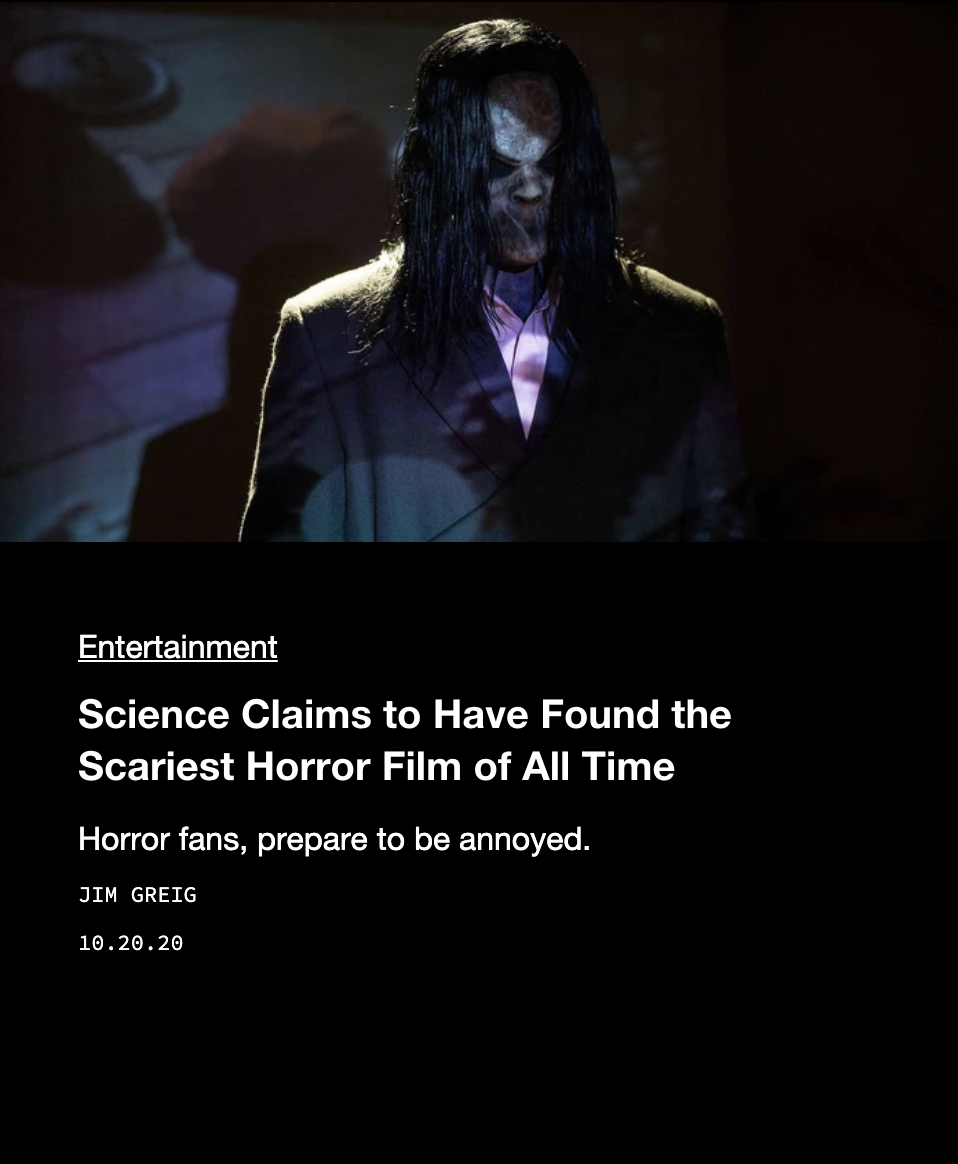 Entertainment
Science Claims to Have Found the
Scariest Horror Film of All Time
Horror fans, prepare to be annoyed.
JIM GREIG
10.20.20